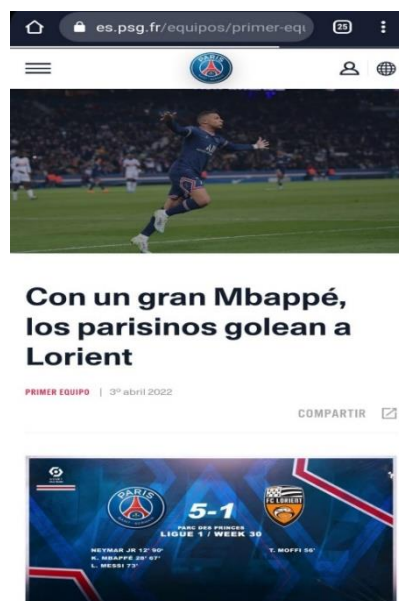 es.psg.fr/equipos/primer-equ
25
PARIS
Con un gran Mbappé,
los parisinos golean a
Lorient
PRIMER EQUIPO | 3º abril 2022
COMPARTIR
PARIS
5-1
FC LORIENT
PARC DES PRINCES
LIGUE 1 / WEEK 30
NEYMAR JR 12' 90'
K. MBAPPÉ 28' 67'
L. MESSI 73'
T. MOFFI 56'